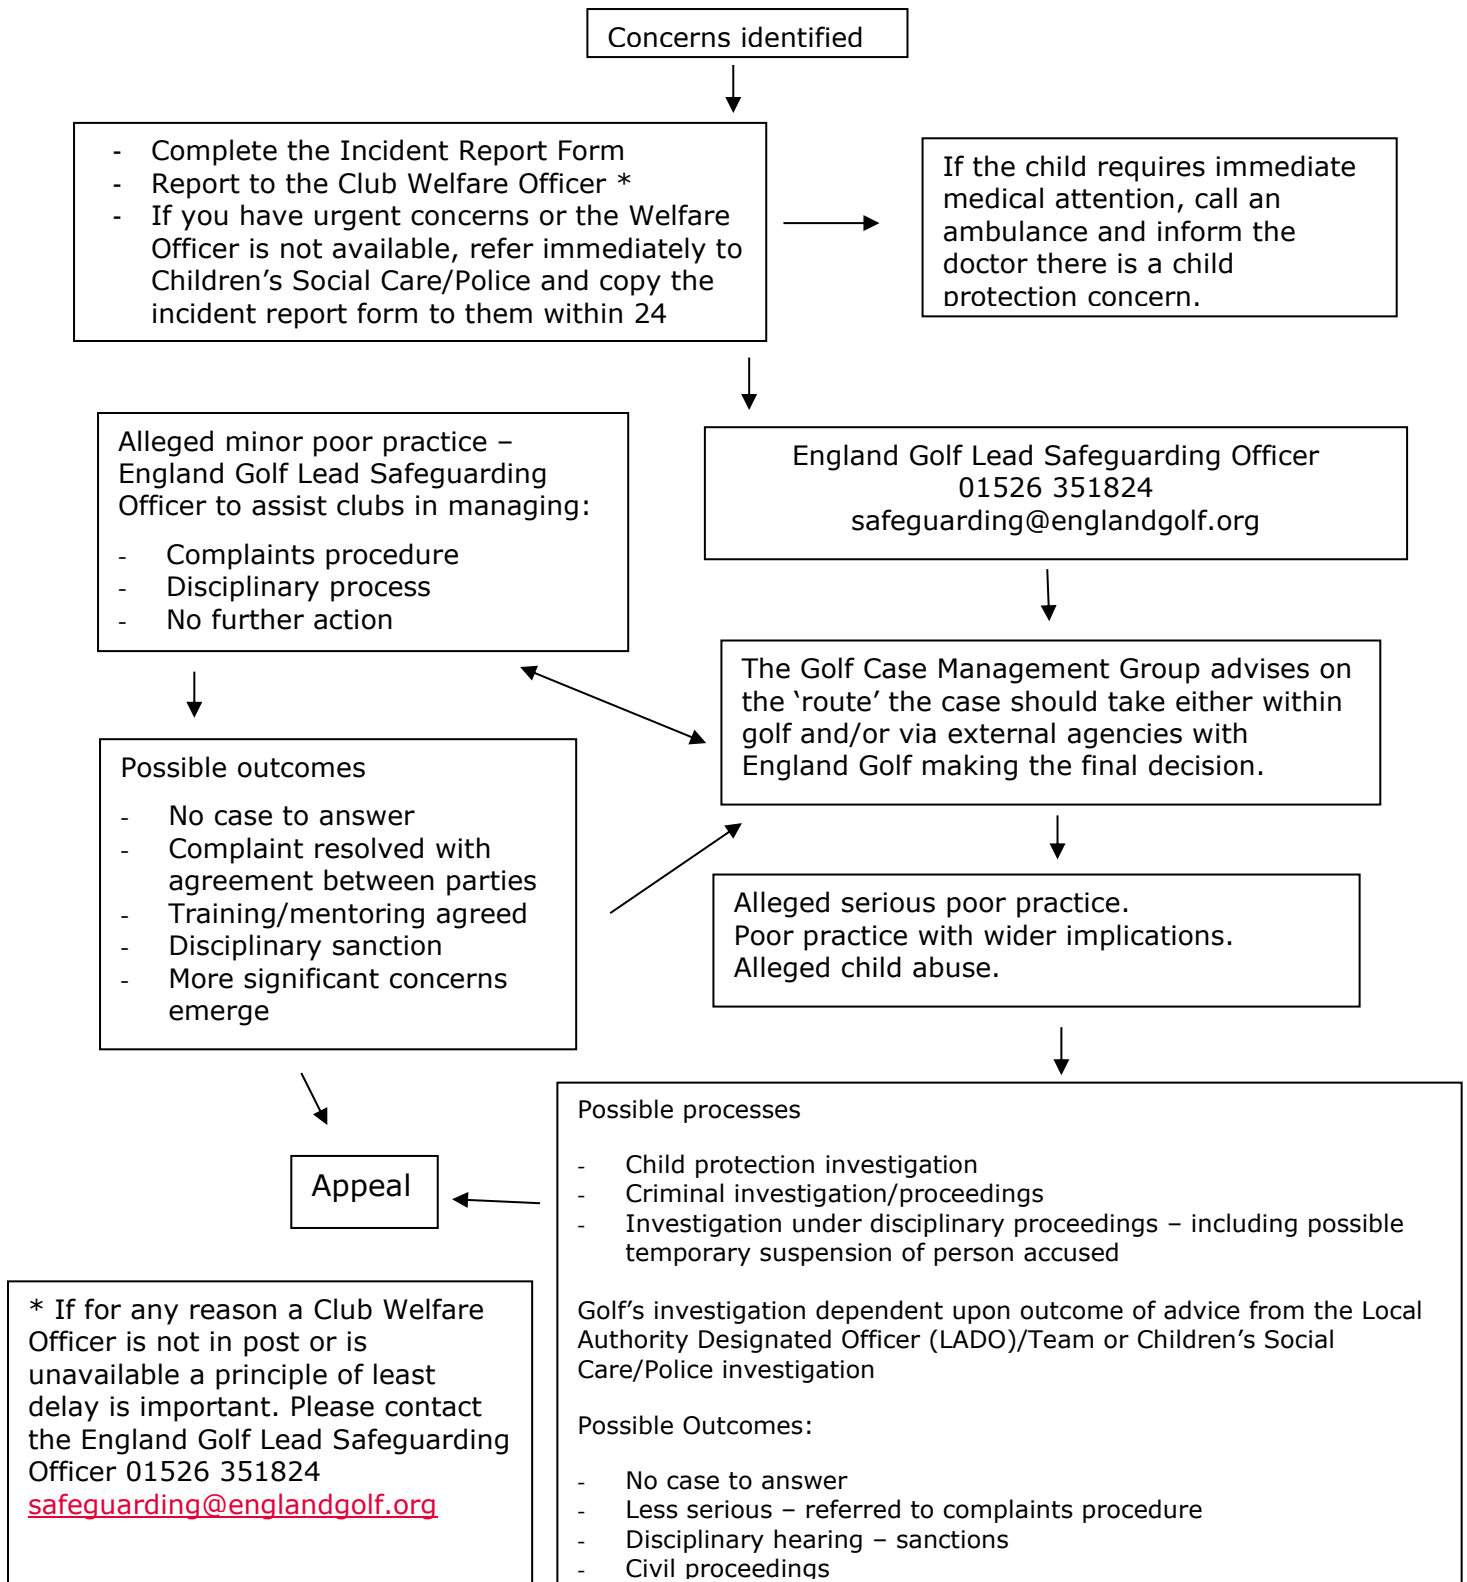 Concerns identified
- Complete the Incident Report Form
- Report to the Club Welfare Officer *
- If you have urgent concerns or the Welfare
Officer is not available, refer immediately to
Children’s Social Care/Police and copy the
incident report form to them within 24
If the child requires immediate
medical attention, call an
ambulance and inform the
doctor there is a child
protection concern.
Alleged minor poor practice –
England Golf Lead Safeguarding
Officer to assist clubs in managing:
- Complaints procedure
- Disciplinary process
- No further action
England Golf Lead Safeguarding Officer
01526 351824
safeguarding@englandgolf.org
The Golf Case Management Group advises on
the ‘route’ the case should take either within
golf and/or via external agencies with
England Golf making the final decision.
Possible outcomes
- No case to answer
- Complaint resolved with
agreement between parties
- Training/mentoring agreed
- Disciplinary sanction
- More significant concerns
emerge
Alleged serious poor practice.
Poor practice with wider implications.
Alleged child abuse.
Appeal
Possible processes
- Child protection investigation
- Criminal investigation/proceedings
- Investigation under disciplinary proceedings – including possible
temporary suspension of person accused
Golf’s investigation dependent upon outcome of advice from the Local
Authority Designated Officer (LADO)/Team or Children’s Social
Care/Police investigation
Possible Outcomes:
- No case to answer
- Less serious – referred to complaints procedure
- Disciplinary hearing – sanctions
- Civil proceedings
* If for any reason a Club Welfare
Officer is not in post or is
unavailable a principle of least
delay is important. Please contact
the England Golf Lead Safeguarding
Officer 01526 351824
safeguarding@englandgolf.org